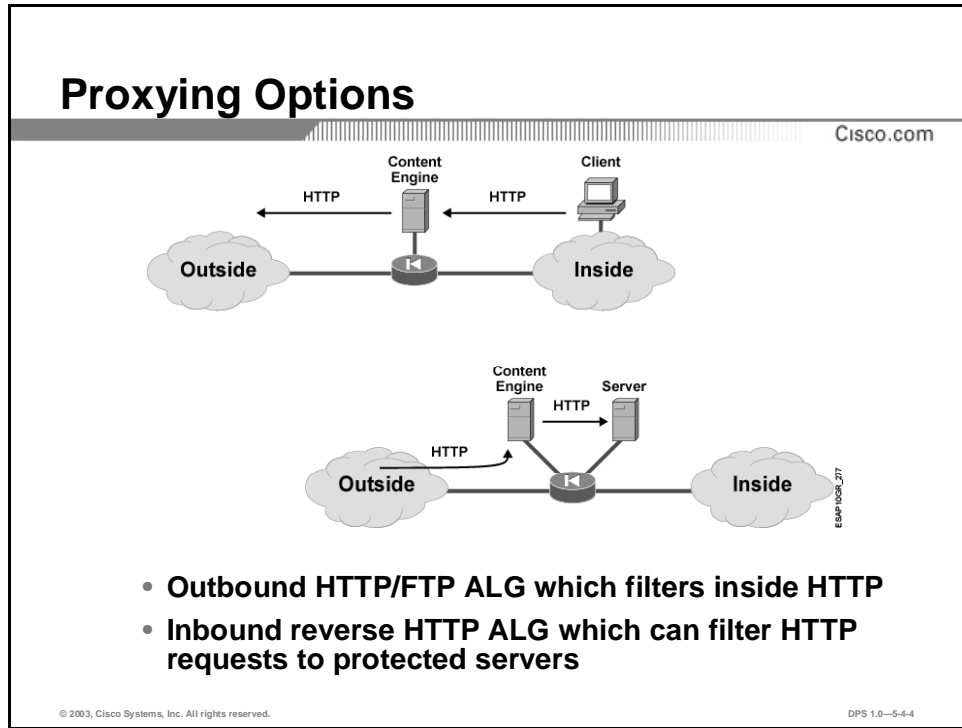 Proxying Options
Cisco.com
Content
Engine
Client
HTTP
HTTP
Outside
Inside
Content
Engine
Server
HTTP
HTTP
Outside
Inside
ESAP10GR_277
• Outbound HTTP/FTP ALG which filters inside HTTP
• Inbound reverse HTTP ALG which can filter HTTP
requests to protected servers
© 2003, Cisco Systems, Inc. All rights reserved.
DPS 1.0—5-4-4